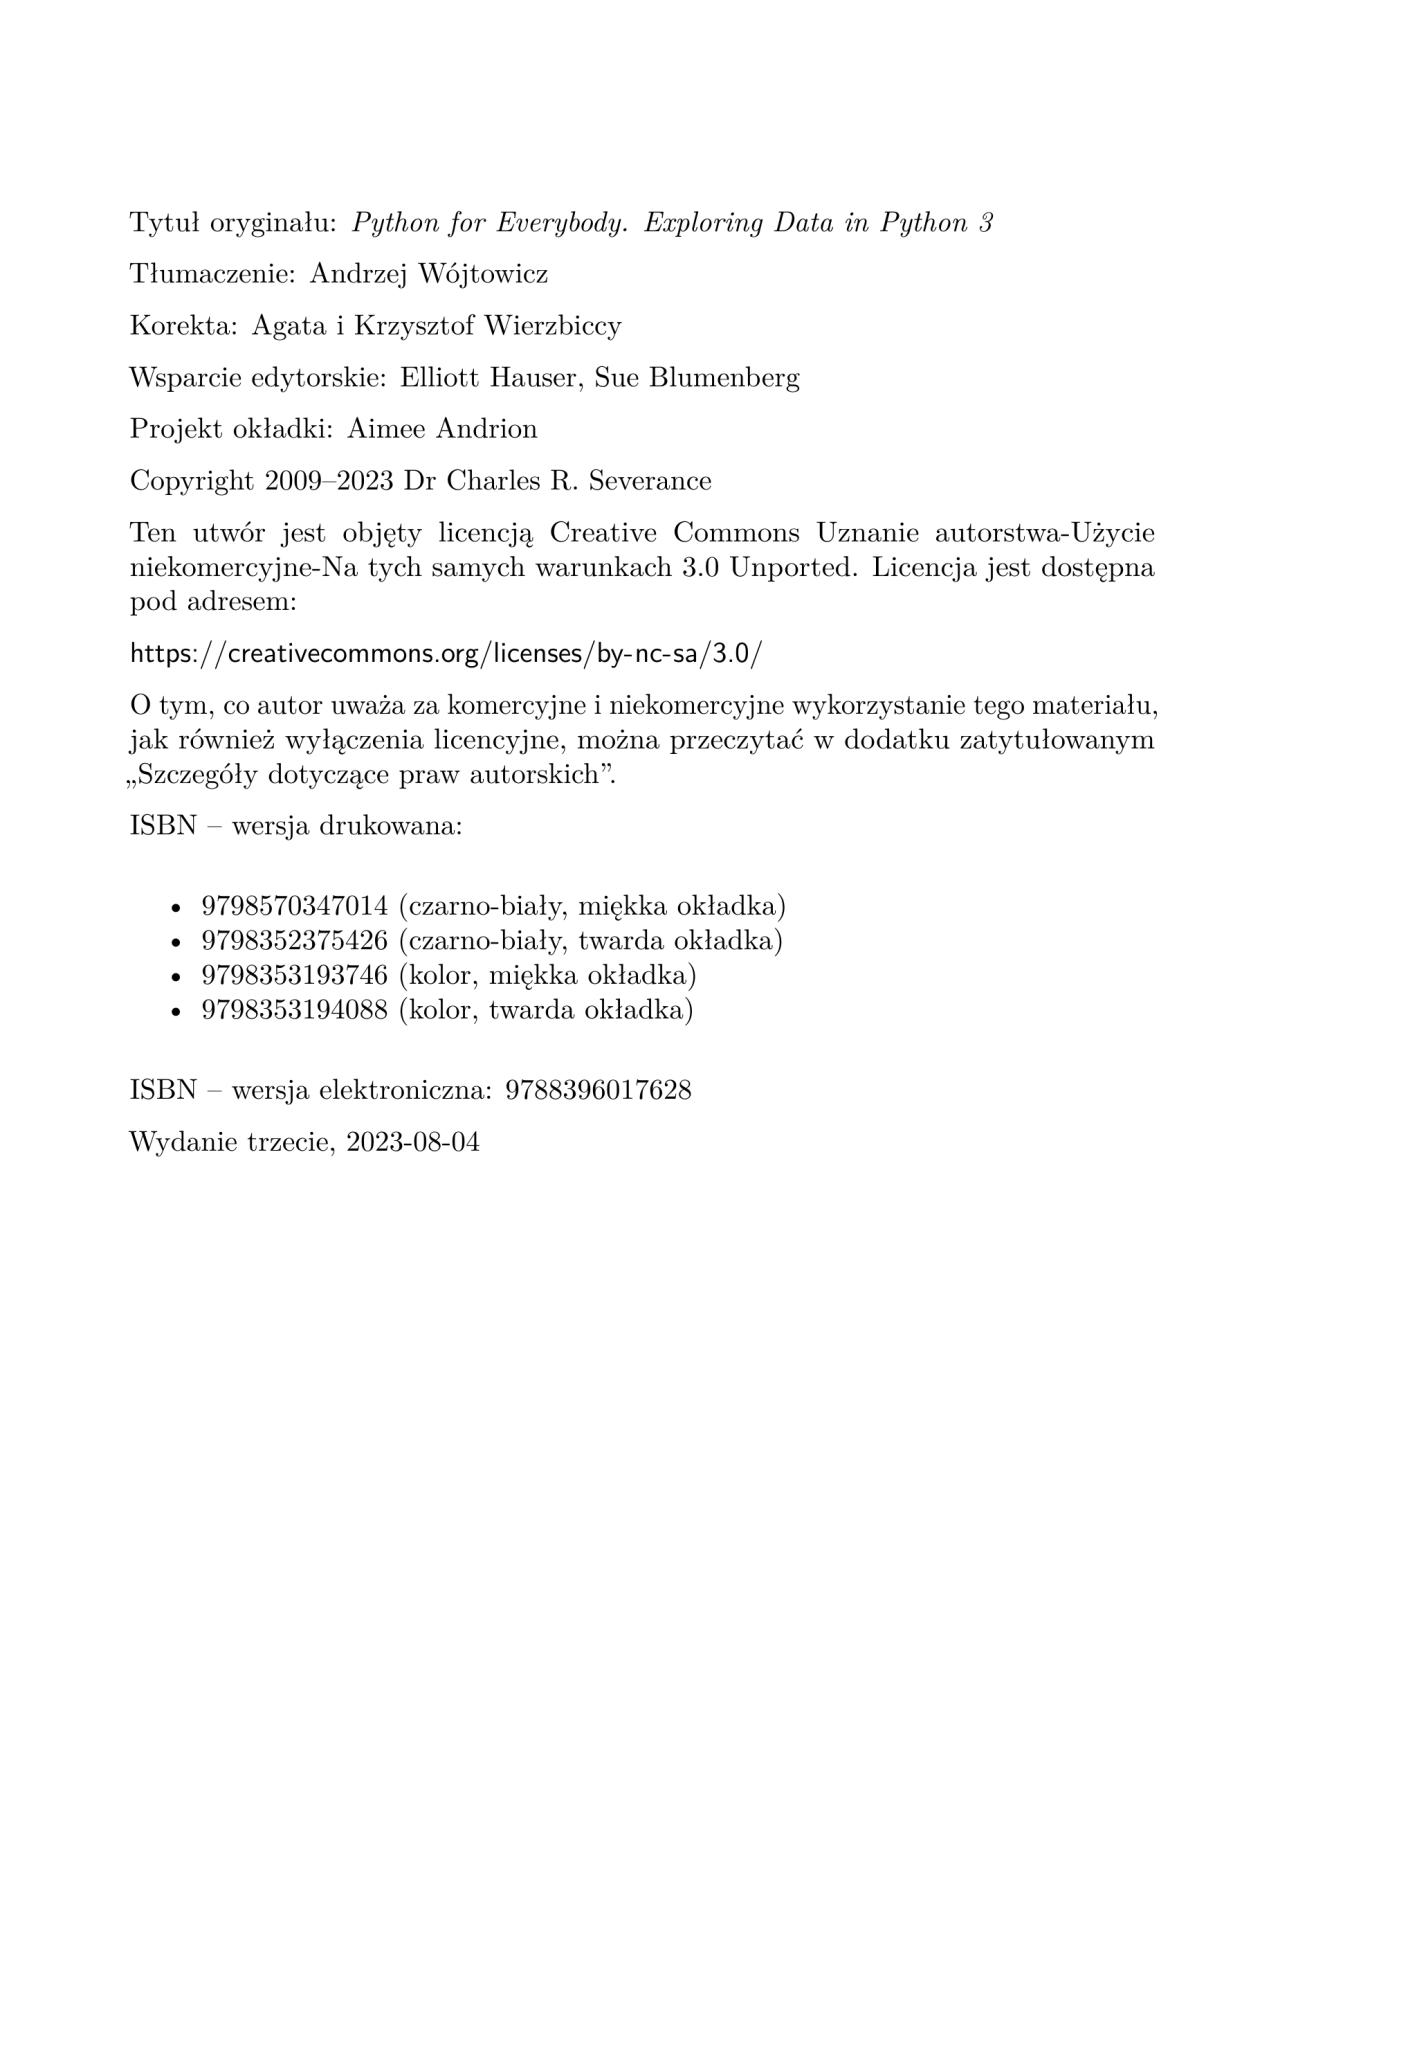 Tytuł oryginału: Python for Everybody. Exploring Data in Python 3
Tłumaczenie: Andrzej Wójtowicz
Korekta: Agata i Krzysztof Wierzbiccy
Wsparcie edytorskie: Elliott Hauser, Sue Blumenberg
Projekt okładki: Aimee Andrion
Copyright 2009–2023 Dr Charles R. Severance
Ten utwór jest objęty licencją Creative Commons Uznanie autorstwa-Użycie
niekomercyjne-Na tych samych warunkach 3.0 Unported. Licencja jest dostępna
pod adresem:
https://creativecommons.org/licenses/by-nc-sa/3.0/
O tym, co autor uważa za komercyjne i niekomercyjne wykorzystanie tego materiału,
jak również wyłączenia licencyjne, można przeczytać w dodatku zatytułowanym
„Szczegóły dotyczące praw autorskich”.
ISBN – wersja drukowana:
• 9798570347014 (czarno-biały, miękka okładka)
• 9798352375426 (czarno-biały, twarda okładka)
• 9798353193746 (kolor, miękka okładka)
• 9798353194088 (kolor, twarda okładka)
ISBN – wersja elektroniczna: 9788396017628
Wydanie trzecie, 2023-08-04